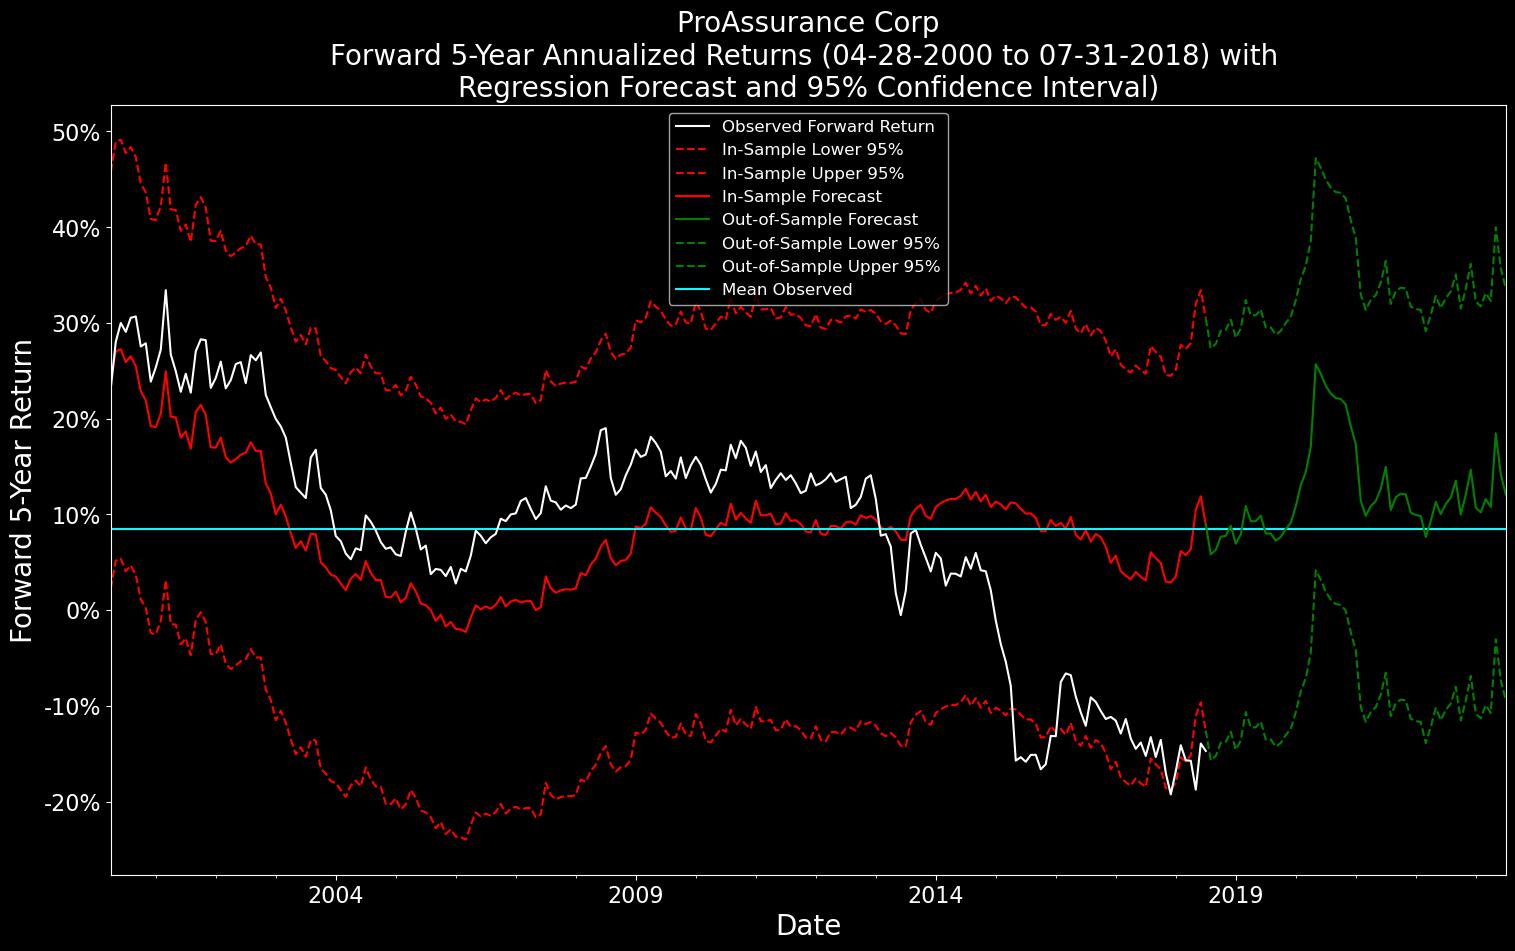 ProAssurance Corp
Forward 5-Year Annualized Returns (04-28-2000 to 07-31-2018) with
Regression Forecast and 95% Confidence Interval)
Observed Forward Return
In-Sample Lower 95%
In-Sample Upper 95%
In-Sample Forecast
Out-of-Sample Forecast
Out-of-Sample Lower 95%
Out-of-Sample Upper 95%
Mean Observed
Forward 5-Year Return
50%
40%
30%
20%
10%
0%
-10%
-20%
2004
2009
2014
2019
Date